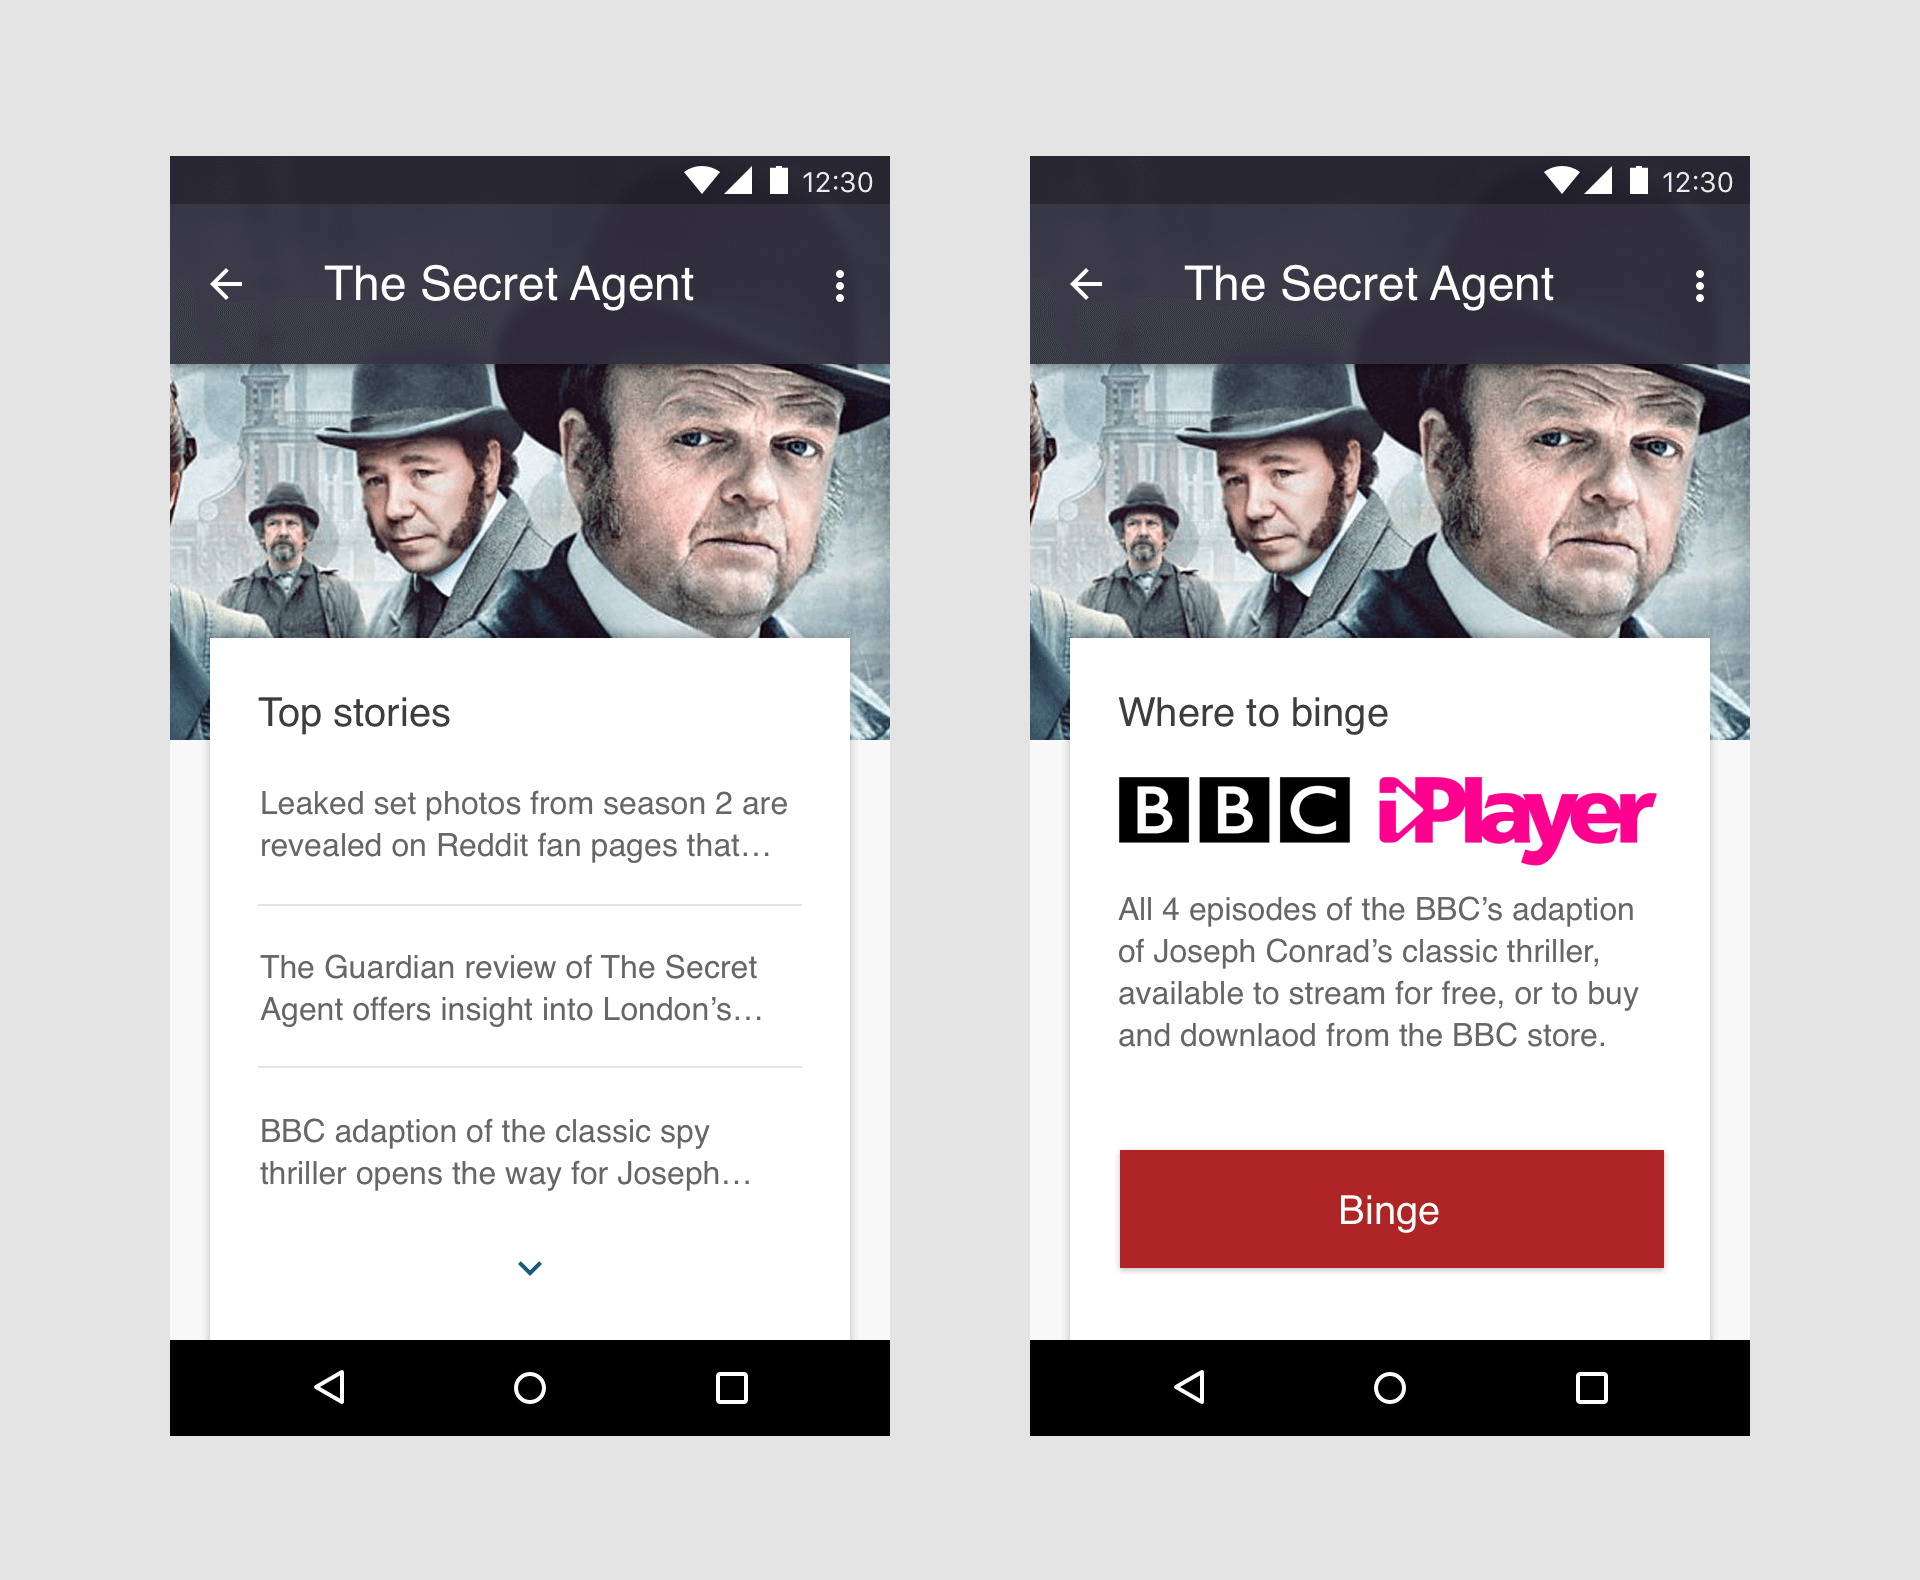 12:30
The Secret Agent
Top stories
Leaked set photos from season 2 are
revealed on Reddit fan pages that…
The Guardian review of The Secret
Agent offers insight into London’s…
BBC adaption of the classic spy
thriller opens the way for Joseph…
12:30
The Secret Agent
Where to binge
BBC iPlayer
All 4 episodes of the BBC’s adaption
of Joseph Conrad’s classic thriller,
available to stream for free, or to buy
and downlaod from the BBC store.
Binge